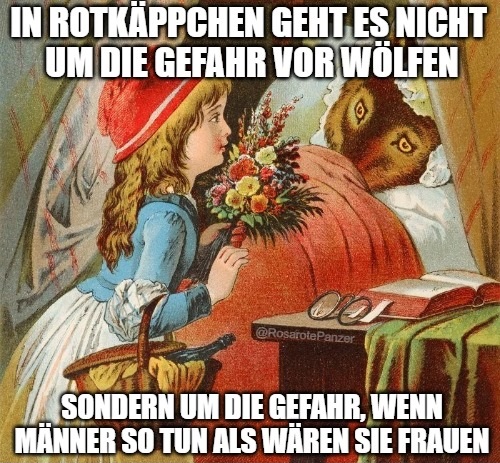 IN ROTKÄPPCHEN GEHT ES NICHT
UM DIE GEFAHR VOR WÖLFEN
@RosarotePanzer
SONDERN UM DIE GEFAHR, WENN
MÄNNER SO TUN ALS WÄREN SIE FRAUEN